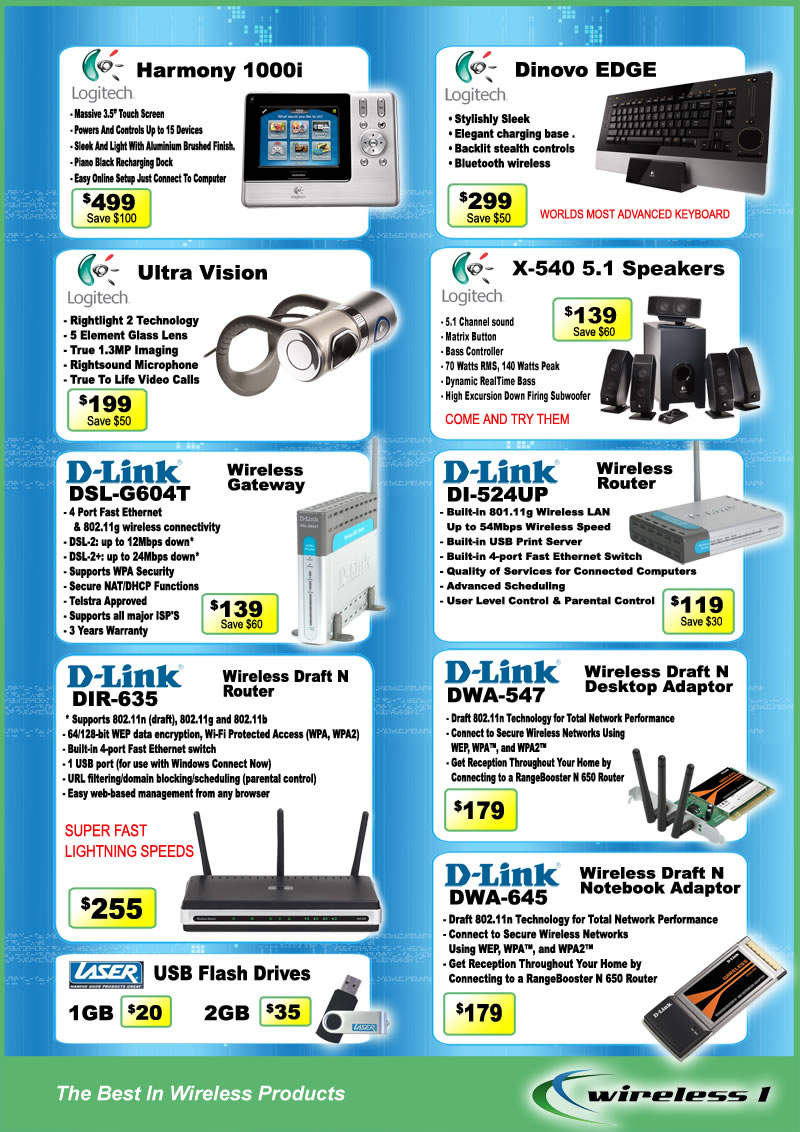 Logitech
Harmony 1000i
- Massive 3.5" Touch Screen
- Powers And Controls Up to 15 Devices
- Sleek And Light With Aluminium Brushed Finish.
- Piano Black Recharging Dock
- Easy Online Setup Just Connect To Computer
$499
Save $100
What would you like to do?
Logitech
Logitech
Dinovo EDGE
• Stylishly Sleek
• Elegant charging base .
• Backlit stealth controls
• Bluetooth wireless
$299
Save $50
WORLDS MOST ADVANCED KEYBOARD
Logitech
Ultra Vision
- Rightlight 2 Technology
- 5 Element Glass Lens
- True 1.3MP Imaging
- Rightsound Microphone
- True To Life Video Calls
$199
Save $50
Logitech
X-540 5.1 Speakers
$139
Save $60
- 5.1 Channel sound
- Matrix Button
- Bass Controller
- 70 Watts RMS, 140 Watts Peak
- Dynamic RealTime Bass
- High Excursion Down Firing Subwoofer
COME AND TRY THEM
D-Link
DSL-G604T
Wireless
Gateway
- 4 Port Fast Ethernet
& 802.11g wireless connectivity
- DSL-2: up to 12Mbps down*
- DSL-2+: up to 24Mbps down*
- Supports WPA Security
- Secure NAT/DHCP Functions
- Telstra Approved
- Supports all major ISP'S
- 3 Years Warranty
$139
Save $60
D-Link
D-Link
D-Link
DI-524UP
Wireless
Router
- Built-in 801.11g Wireless LAN
Up to 54Mbps Wireless Speed
- Built-in USB Print Server
- Built-in 4-port Fast Ethernet Switch
- Quality of Services for Connected Computers
- Advanced Scheduling
- User Level Control & Parental Control
$119
Save $30
D-Link
D-Link
DIR-635
Wireless Draft N
Router
* Supports 802.11n (draft), 802.11g and 802.11b
- 64/128-bit WEP data encryption, Wi-Fi Protected Access (WPA, WPA2)
- Built-in 4-port Fast Ethernet switch
- 1 USB port (for use with Windows Connect Now)
- URL filtering/domain blocking/scheduling (parental control)
- Easy web-based management from any browser
SUPER FAST
LIGHTNING SPEEDS
$255
D-Link
DWA-547
Wireless Draft N
Desktop Adaptor
- Draft 802.11n Technology for Total Network Performance
- Connect to Secure Wireless Networks Using
WEP, WPA™, and WPA2™
- Get Reception Throughout Your Home by
Connecting to a RangeBooster N 650 Router
$179
D-Link
DWA-645
Wireless Draft N
Notebook Adaptor
- Draft 802.11n Technology for Total Network Performance
- Connect to Secure Wireless Networks
Using WEP, WPA™, and WPA2™
- Get Reception Throughout Your Home by
Connecting to a RangeBooster N 650 Router
$179
WIRELESS
D-Link
LASER
MAKING GOOD PRODUCTS GREAT
USB Flash Drives
1GB $20 2GB $35
LASER
The Best In Wireless Products
wireless 1